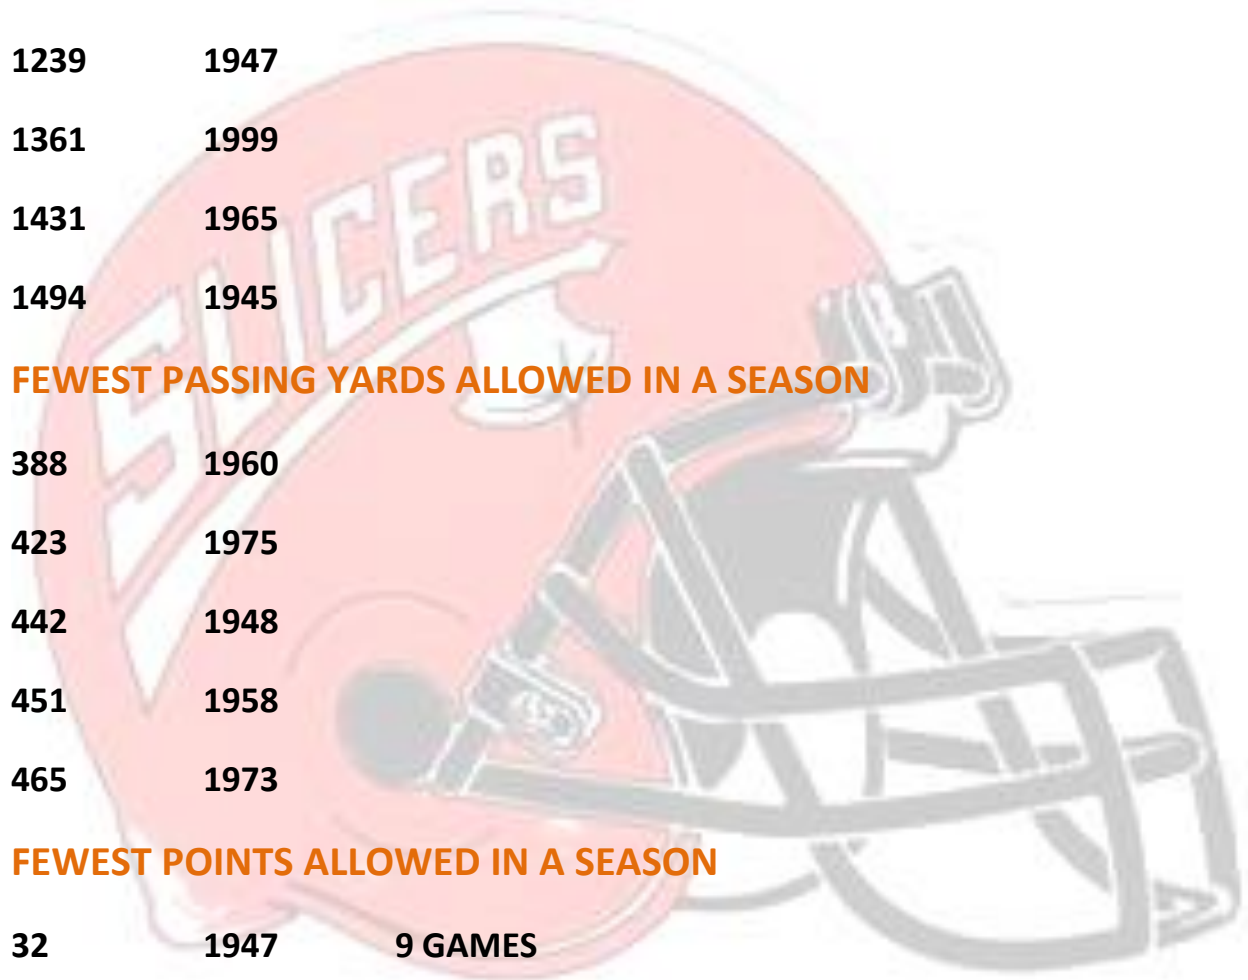 1239 1947
1361 1999
1431 1965
1494 1945
SLICERS
FEWEST PASSING YARDS ALLOWED IN A SEASON
388 1960
423 1975
442 1948
451 1958
465 1973
FEWEST POINTS ALLOWED IN A SEASON
32 1947 9 GAMES